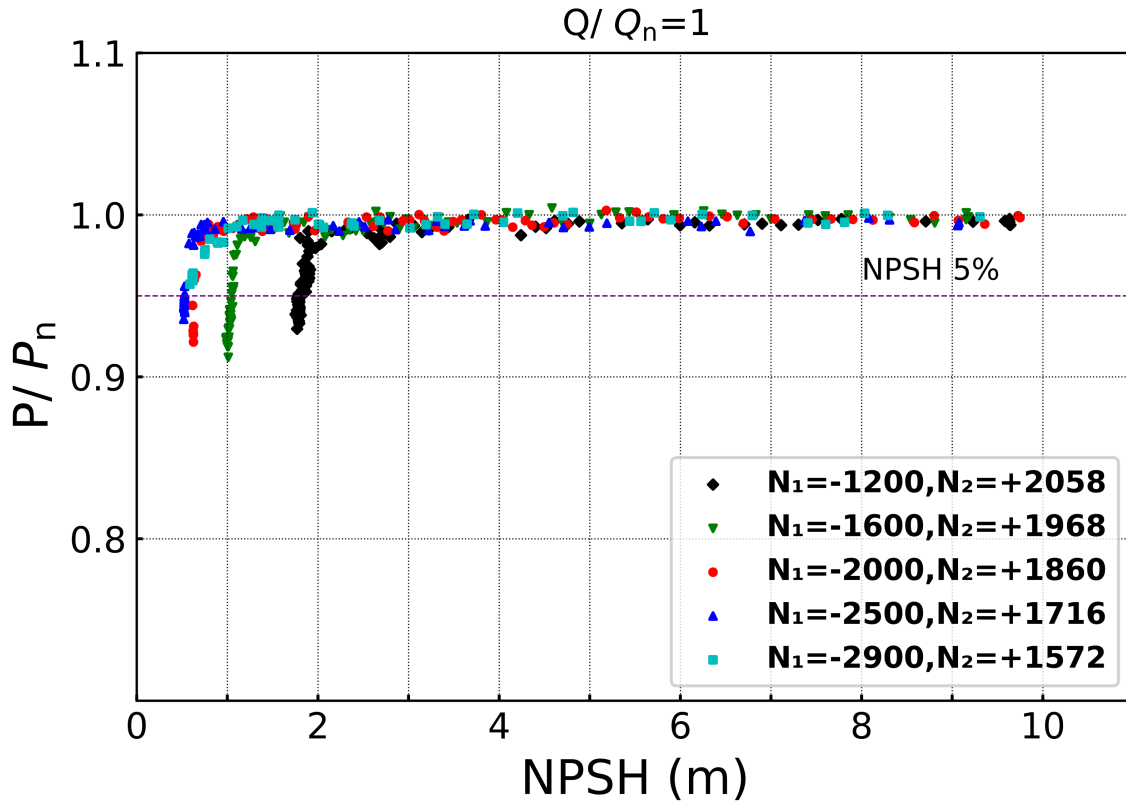 Q/ Qn=1
1.1
1.0
0.9
0.8
P/ Pn
NPSH 5%
N₁=-1200,N₂=+2058
N₁=-1600,N₂=+1968
N₁=-2000,N₂=+1860
N₁=-2500,N₂=+1716
N₁=-2900,N₂=+1572
0 2 4 6 8 10
NPSH (m)